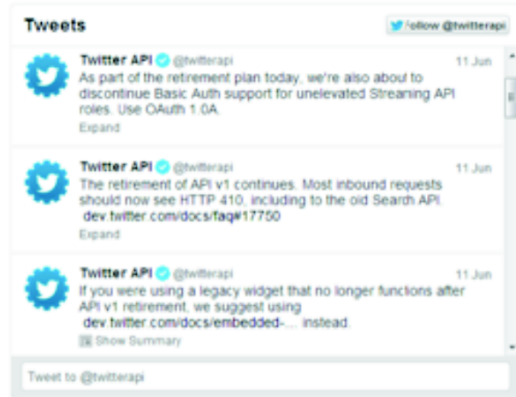 Tweets
Follow @twitterapi
Twitter API @twitterapi 11 Jun
As part of the retirement plan today, we're also about to
discontinue Basic Auth support for unelevated Streaming API
roles. Use OAuth 1.0A.
Expand
Twitter API @twitterapi 11 Jun
The retirement of API v1 continues. Most inbound requests
should now see HTTP 410, including to the old Search API.
dev.twitter.com/docs/faq#17750
Expand
Twitter API @twitterapi 11 Jun
If you were using a legacy widget that no longer functions after
API v1 retirement, we suggest using
dev.twitter.com/docs/embedded-... instead.
Show Summary
Tweet to @twitterapi